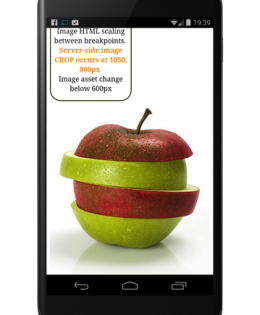 19:39
Image HTML scaling
between breakpoints.
Server-side image
CROP occurs at 1050,
800px
Image asset change
below 600px